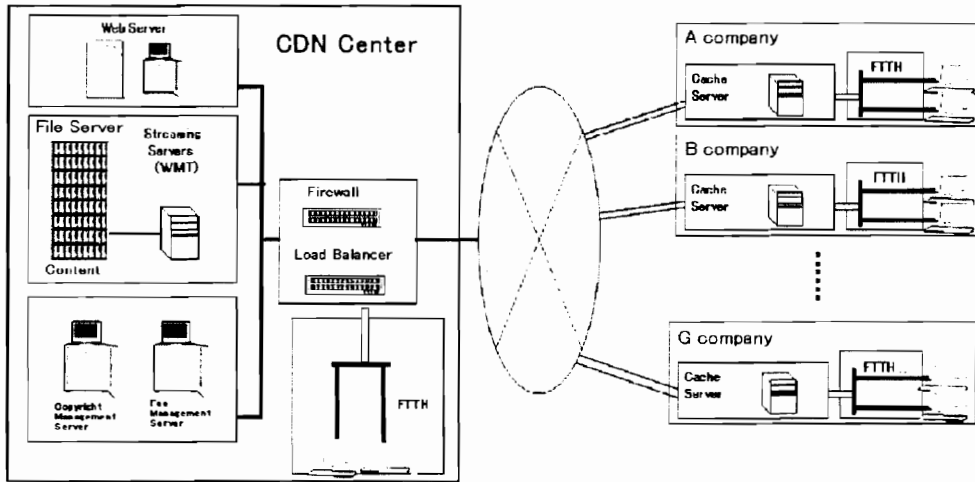 Web Server
CDN Center
File Server
Streaming
Servers
(WMT)
Content
Firewall
Load Balancer
Copyright
Management
Server
Fee
Management
Server
FTTH
A company
Cache
Server
FTTH
B company
Cache
Server
FTTH
G company
Cache
Server
FTTH